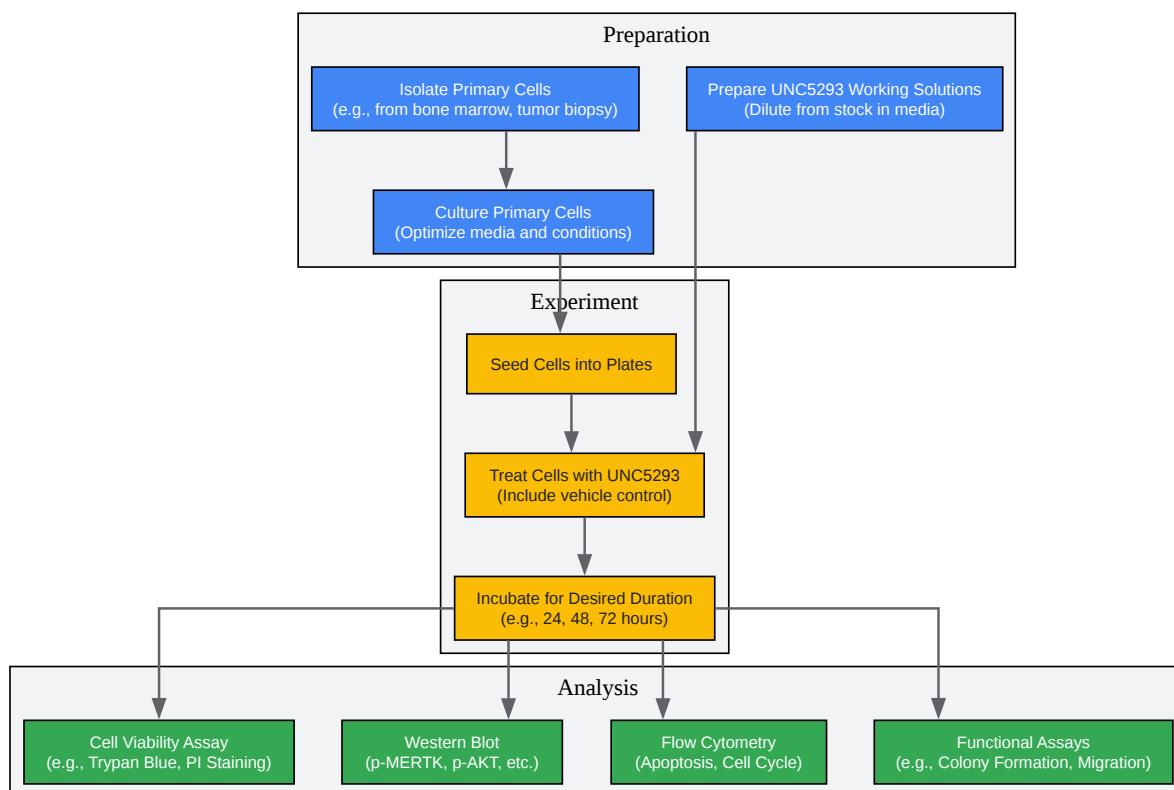 Preparation
Isolate Primary Cells
(e.g., from bone marrow, tumor biopsy)
Prepare UNC5293 Working Solutions
(Dilute from stock in media)
Culture Primary Cells
(Optimize media and conditions)
Experiment
Seed Cells into Plates
Treat Cells with UNC5293
(Include vehicle control)
Incubate for Desired Duration
(e.g., 24, 48, 72 hours)
Analysis
Cell Viability Assay
(e.g., Trypan Blue, PI Staining)
Western Blot
(p-MERTK, p-AKT, etc.)
Flow Cytometry
(Apoptosis, Cell Cycle)
Functional Assays
(e.g., Colony Formation, Migration)